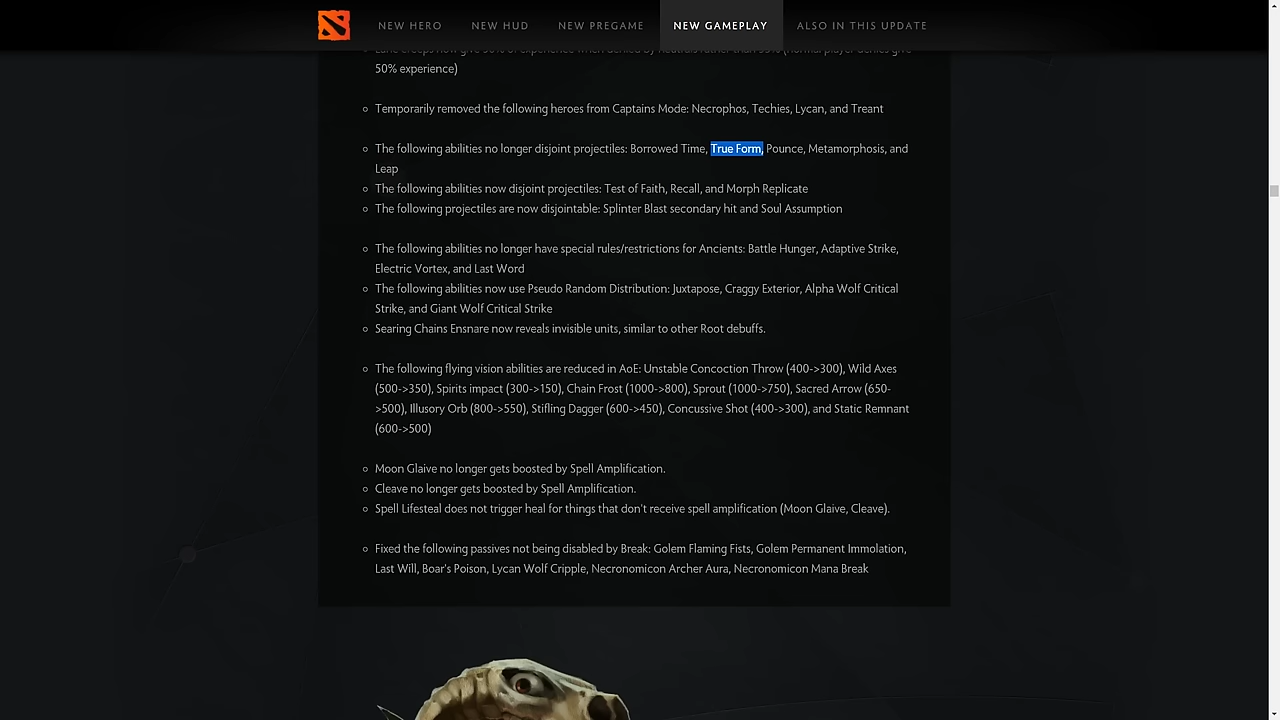 NEW HERO NEW HUD NEW PREGAME NEW GAMEPLAY ALSO IN THIS UPDATE
Lane creeps now give 50% of experience when denied by neutrals rather than
50% experience)
Temporarily removed the following heroes from Captains Mode: Necrophos, Techies, Lycan, and Treant
The following abilities no longer disjoint projectiles: Borrowed Time, True Form, Pounce, Metamorphosis, and
Leap
The following abilities now disjoint projectiles: Test of Faith, Recall, and Morph Replicate
The following projectiles are now disjointable: Splinter Blast secondary hit and Soul Assumption
The following abilities no longer have special rules/restrictions for Ancients: Battle Hunger, Adaptive Strike,
Electric Vortex, and Last Word
The following abilities now use Pseudo Random Distribution: Juxtapose, Craggy Exterior, Alpha Wolf Critical
Strike, and Giant Wolf Critical Strike
Searing Chains Ensnare now reveals invisible units, similar to other Root debuffs.
The following flying vision abilities are reduced in AoE: Unstable Concoction Throw (400->300), Wild Axes
(500->350), Spirits impact (300->150), Chain Frost (1000->800), Sprout (1000->750), Sacred Arrow (650-
>500), Illusory Orb (800->550), Stifling Dagger (600->450), Concussive Shot (400->300), and Static Remnant
(600->500)
Moon Glaive no longer gets boosted by Spell Amplification.
Cleave no longer gets boosted by Spell Amplification.
Spell Lifesteal does not trigger heal for things that don't receive spell amplification (Moon Glaive, Cleave).
Fixed the following passives not being disabled by Break: Golem Flaming Fists, Golem Permanent Immolation,
Last Will, Boar's Poison, Lycan Wolf Cripple, Necronomicon Archer Aura, Necronomicon Mana Break